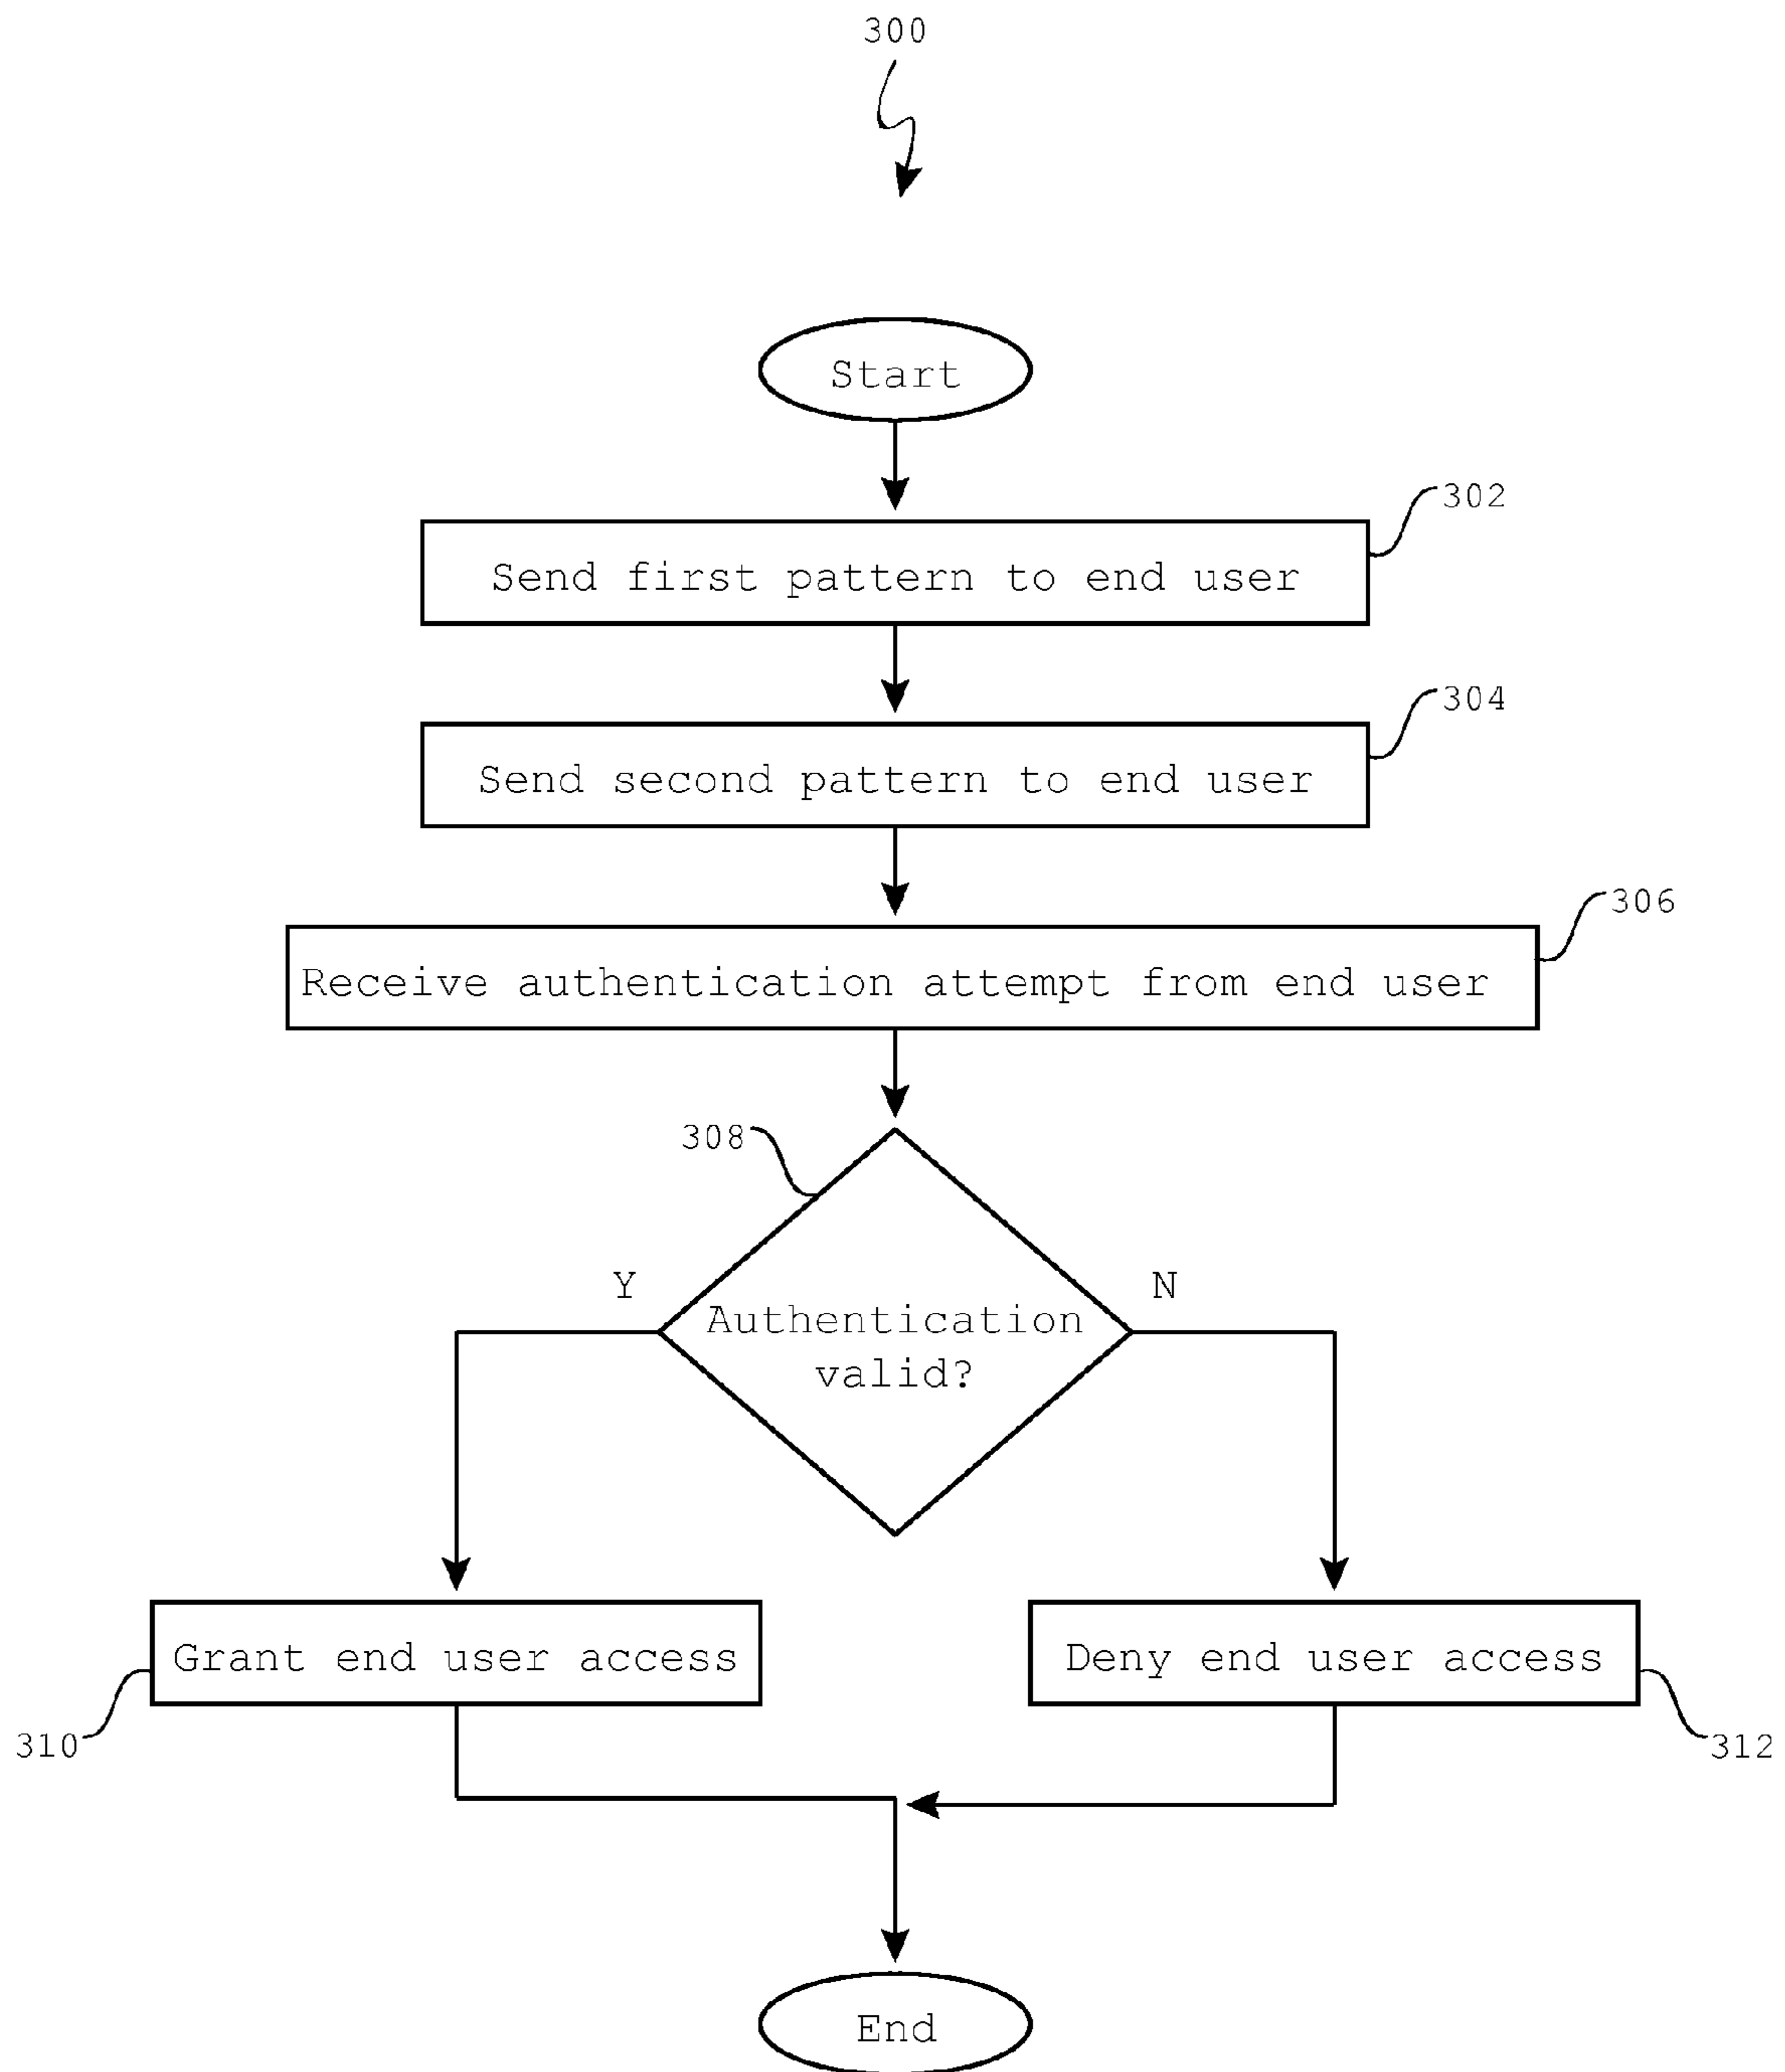 300
Start
302
Send first pattern to end user
304
Send second pattern to end user
306
Receive authentication attempt from end user
308
Y
N
Authentication
valid?
Grant end user access
Deny end user access
310
312
End